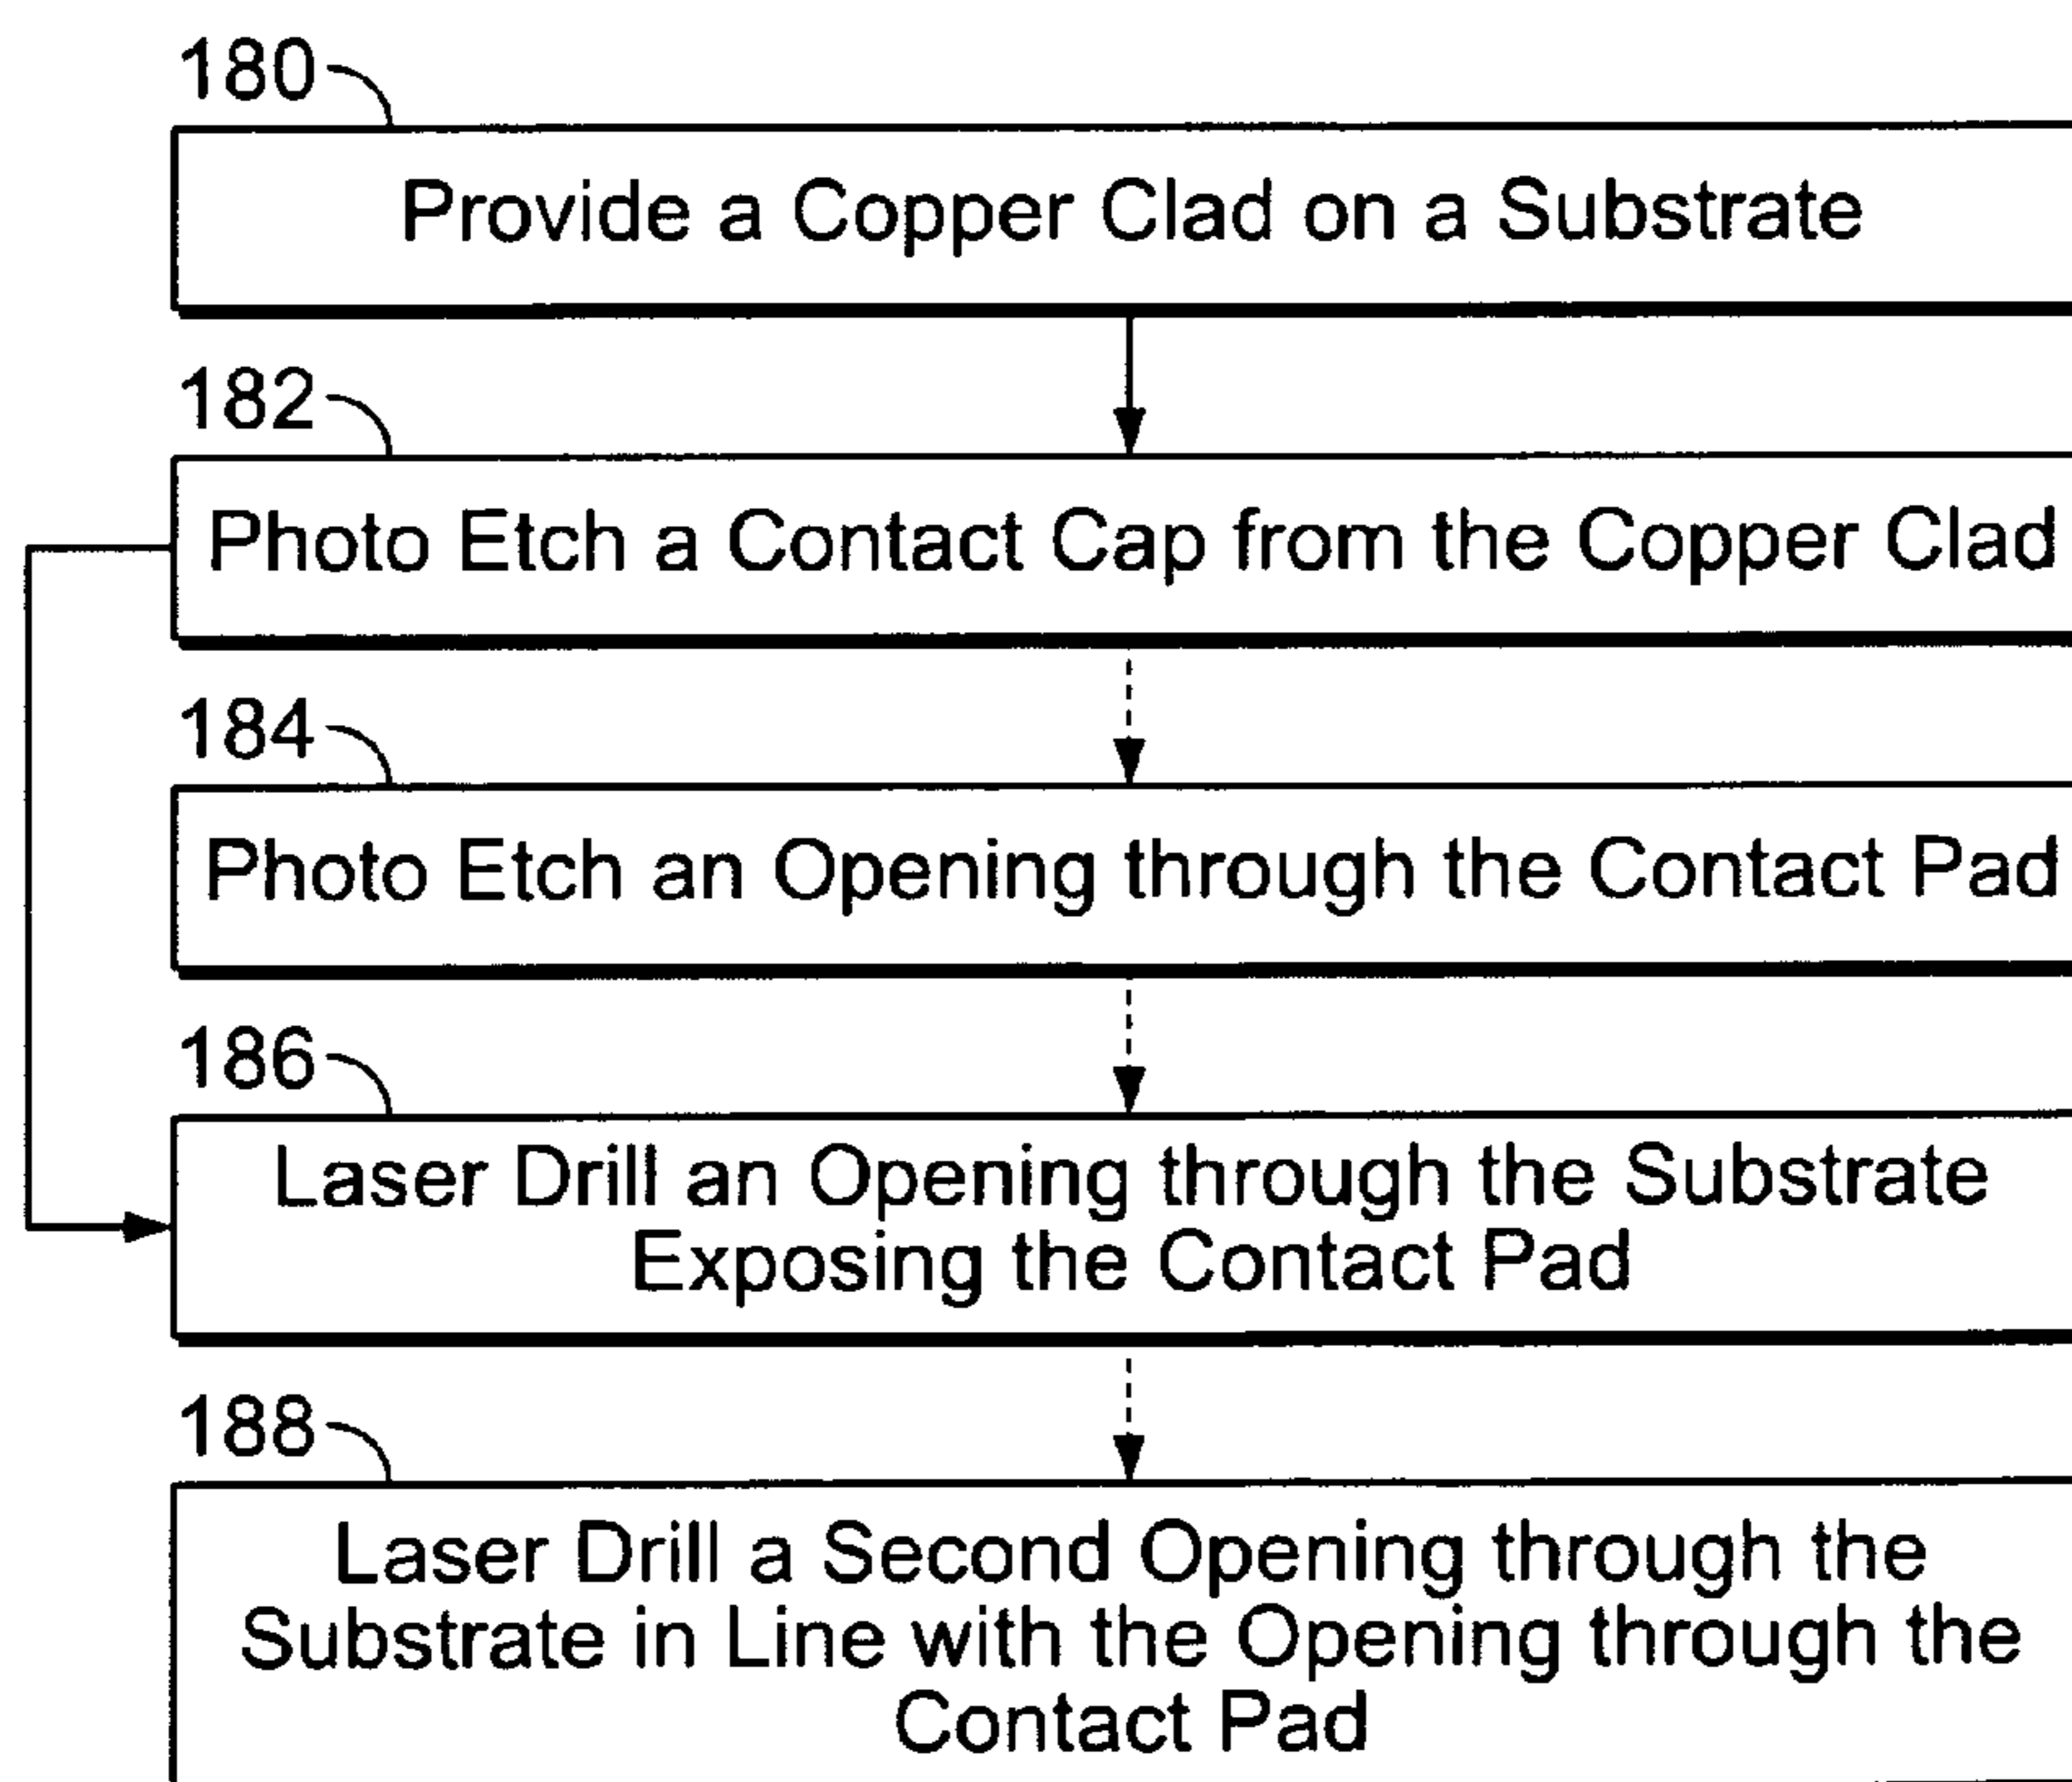 180
Provide a Copper Clad on a Substrate
182
Photo Etch a Contact Cap from the Copper Clad
184
Photo Etch an Opening through the Contact Pad
186
Laser Drill an Opening through the Substrate
Exposing the Contact Pad
188
Laser Drill a Second Opening through the
Substrate in Line with the Opening through the
Contact Pad